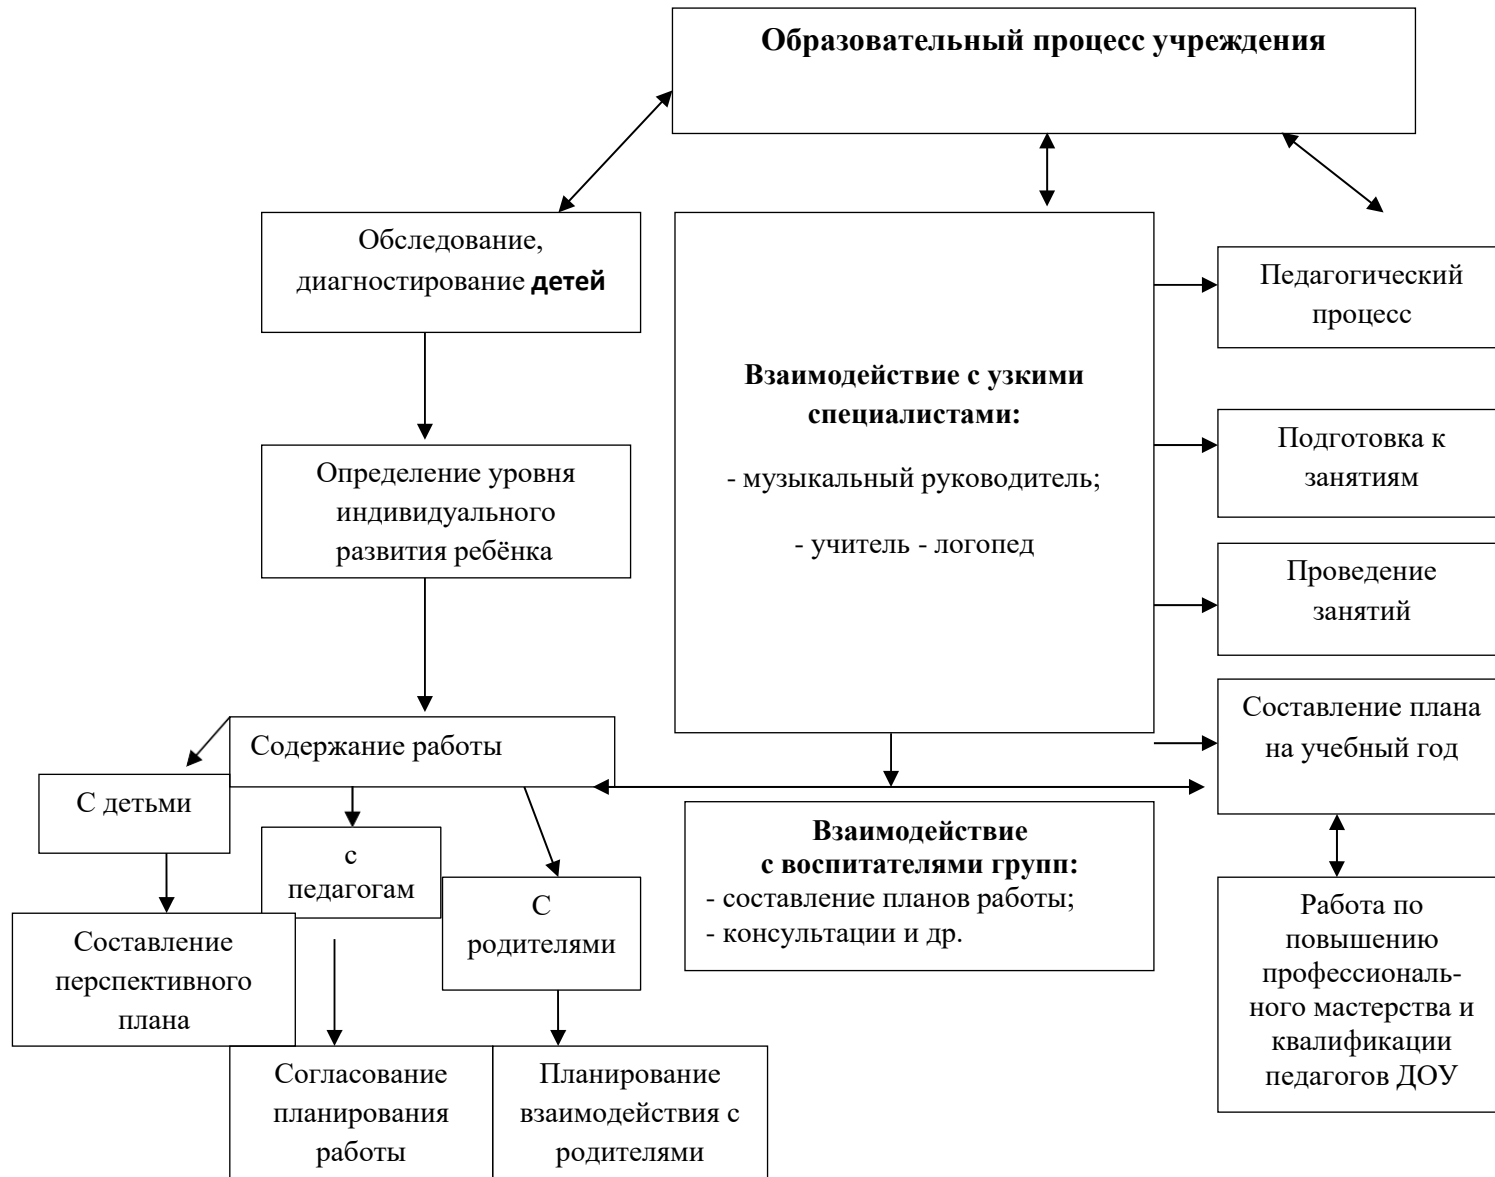 Образовательный процесс учреждения
Обследование,
диагностирование детей
Определение уровня
индивидуального
развития ребёнка
Содержание работы
С детьми
Составление
перспективного
плана
с
педагогам
Согласование
планирования
работы
С
родителями
Планирование
взаимодействия с
родителями
Взаимодействие с узкими
специалистами:
- музыкальный руководитель;
- учитель - логопед
Взаимодействие
с воспитателями групп:
- составление планов работы;
- консультации и др.
Педагогический
процесс
Подготовка к
занятиям
Проведение
занятий
Составление плана
на учебный год
Работа по
повышению
профессиональ-
ного мастерства и
квалификации
педагогов ДОУ